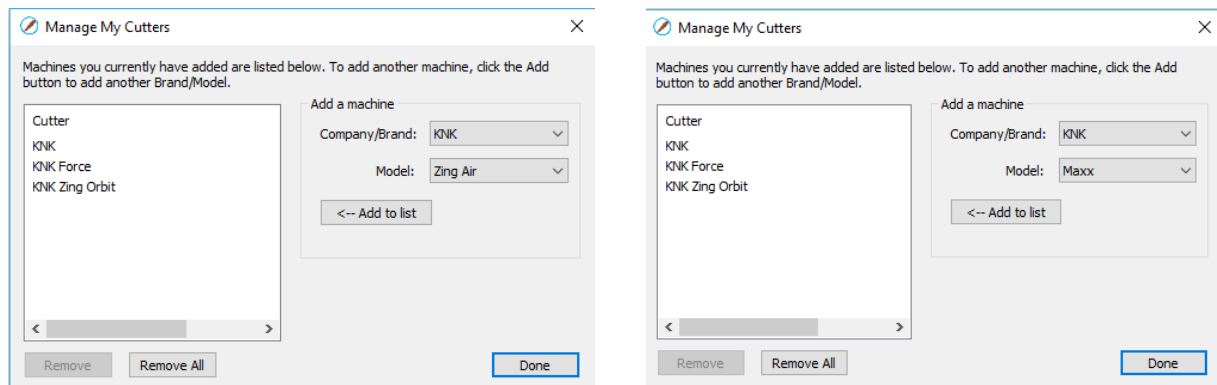 Manage My Cutters
Machines you currently have added are listed below. To add another machine, click the Add
button to add another Brand/Model.
Cutter
KNK
KNK Force
KNK Zing Orbit
Add a machine
Company/Brand: KNK
Model: Zing Air
<-- Add to list
Remove
Remove All
Done
Manage My Cutters
Machines you currently have added are listed below. To add another machine, click the Add
button to add another Brand/Model.
Cutter
KNK
KNK Force
KNK Zing Orbit
Add a machine
Company/Brand: KNK
Model: Maxx
<-- Add to list
Remove
Remove All
Done